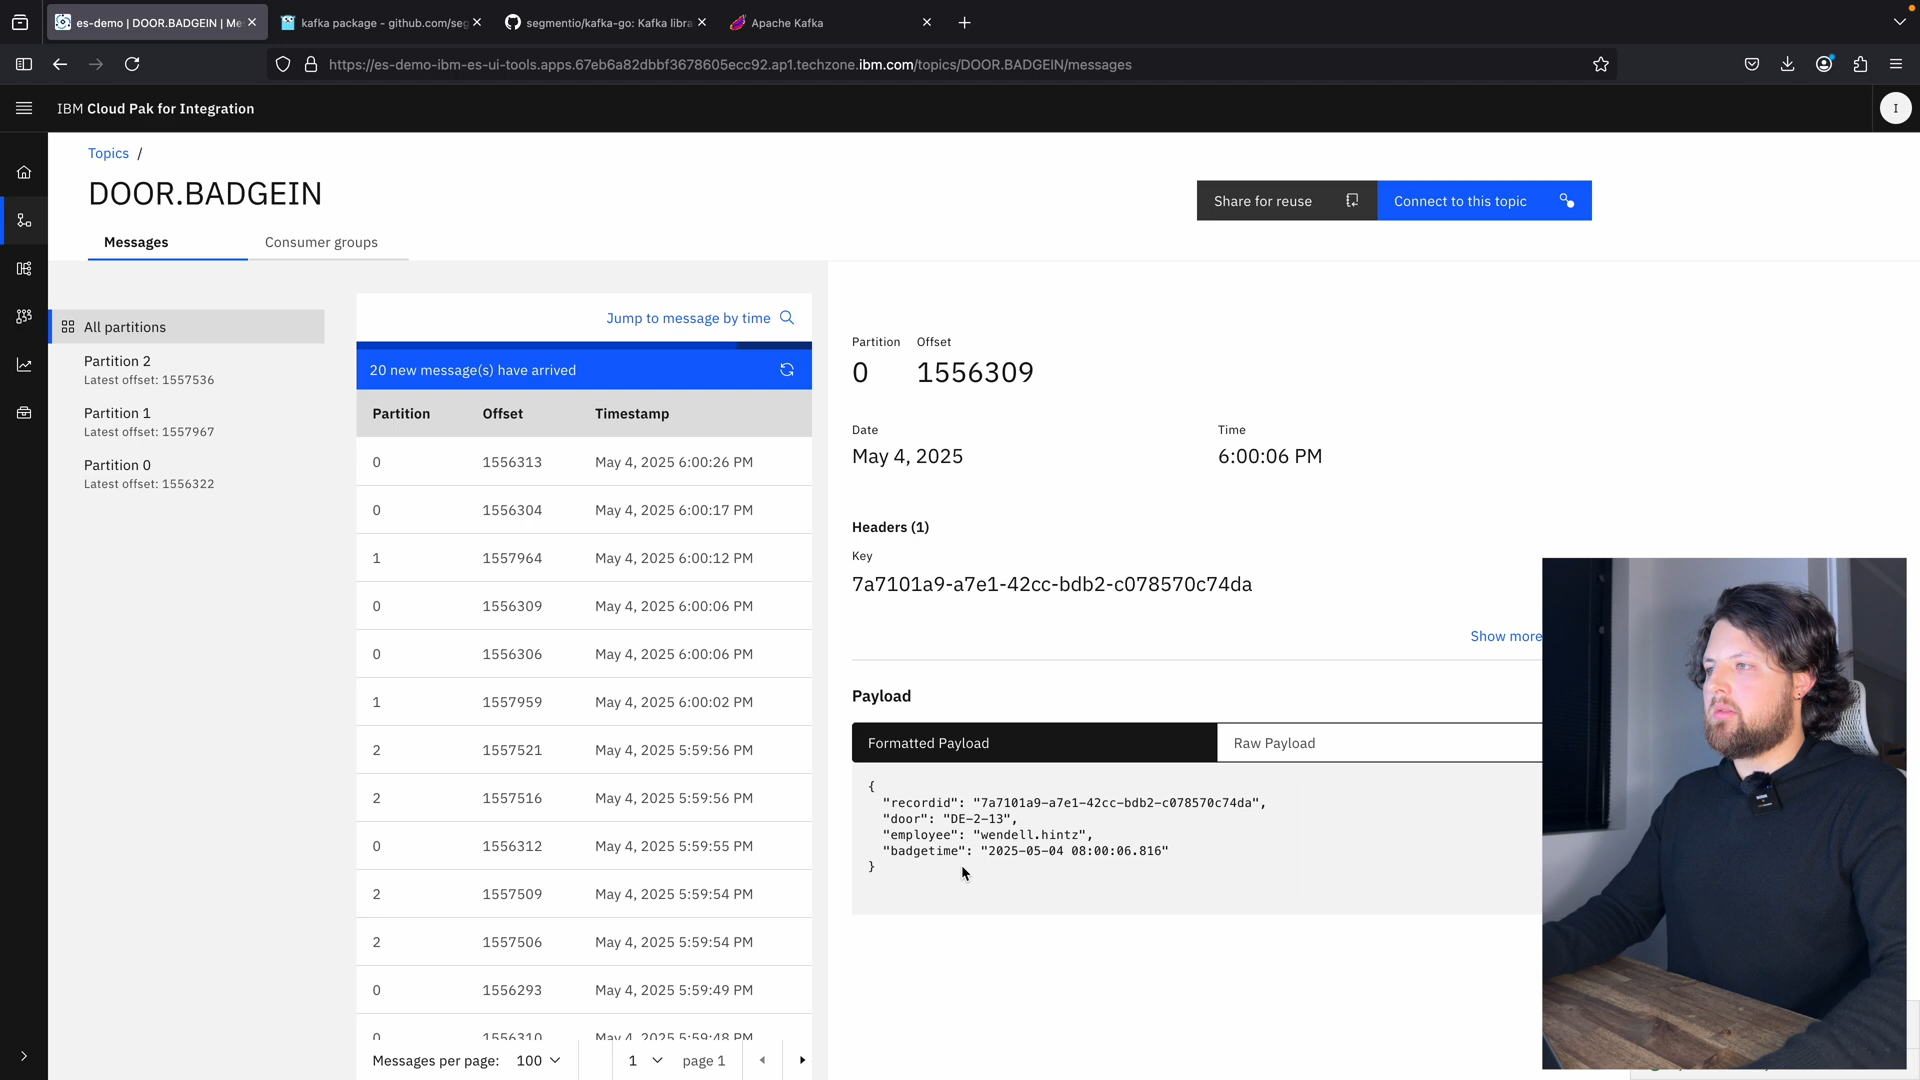 es-demo | DOOR.BADGEIN | Me
kafka package - github.com/seg
segmentio/kafka-go: Kafka libra
Apache Kafka
https://es-demo-ibm-es-ui-tools.apps.67eb6a82dbbf3678605ecc92.ap1.techzone.ibm.com/topics/DOOR.BADGEIN/messages
IBM Cloud Pak for Integration
I
Topics /
DOOR.BADGEIN
Share for reuse
Connect to this topic
Messages
Consumer groups
All partitions
Partition 2
Latest offset: 1557536
Partition 1
Latest offset: 1557967
Partition 0
Latest offset: 1556322
Jump to message by time
20 new message(s) have arrived
Partition Offset Timestamp
0 1556313 May 4, 2025 6:00:26 PM
0 1556304 May 4, 2025 6:00:17 PM
1 1557964 May 4, 2025 6:00:12 PM
0 1556309 May 4, 2025 6:00:06 PM
0 1556306 May 4, 2025 6:00:06 PM
1 1557959 May 4, 2025 6:00:02 PM
2 1557521 May 4, 2025 5:59:56 PM
2 1557516 May 4, 2025 5:59:56 PM
0 1556312 May 4, 2025 5:59:55 PM
2 1557509 May 4, 2025 5:59:54 PM
2 1557506 May 4, 2025 5:59:54 PM
0 1556293 May 4, 2025 5:59:49 PM
0 1556310 May 4, 2025 5:59:48 PM
Messages per page: 100 1 page 1
Partition Offset
0 1556309
Date Time
May 4, 2025 6:00:06 PM
Headers (1)
Key
7a7101a9-a7e1-42cc-bdb2-c078570c74da
Show more
Payload
Formatted Payload
Raw Payload
{
"recordid": "7a7101a9-a7e1-42cc-bdb2-c078570c74da",
"door": "DE-2-13",
"employee": "wendell.hintz",
"badgetime": "2025-05-04 08:00:06.816"
}